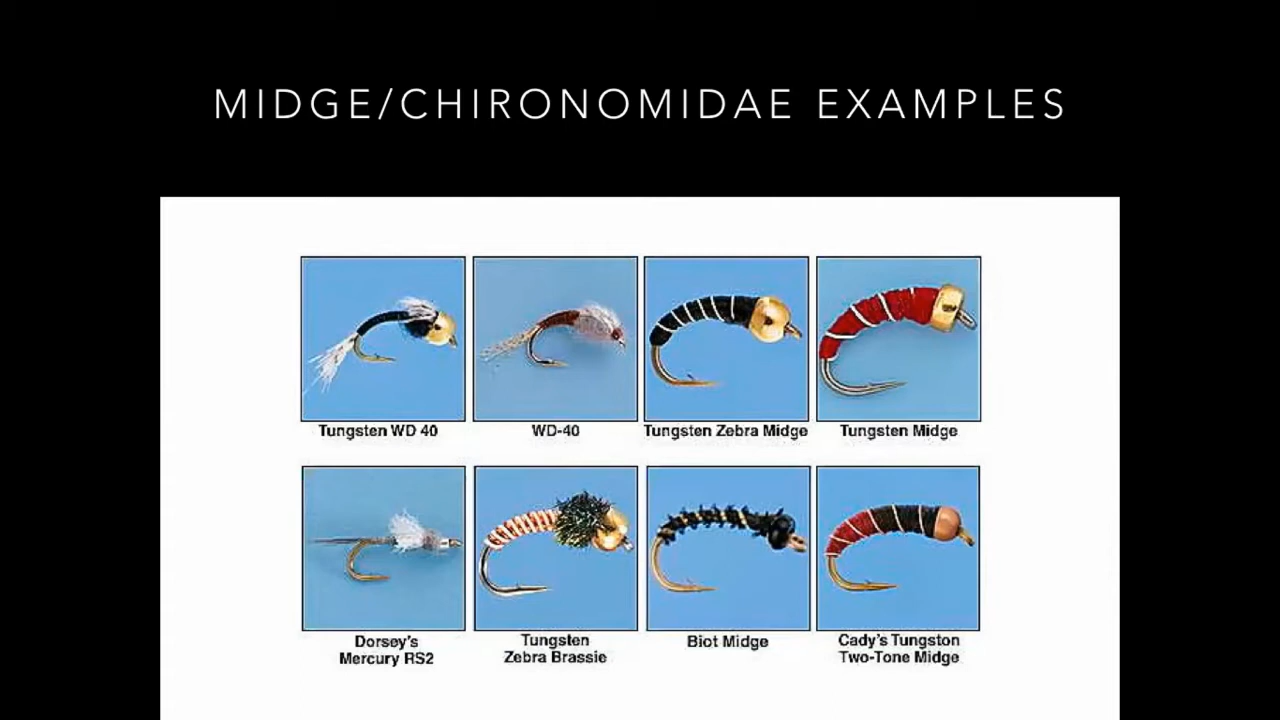 MIDGE/CHIRONOMIDAE EXAMPLES
Tungsten WD 40
WD-40
Tungsten Zebra Midge
Tungsten Midge
Dorsey's
Mercury RS2
Tungsten
Zebra Brassie
Biot Midge
Cady's Tungston
Two-Tone Midge